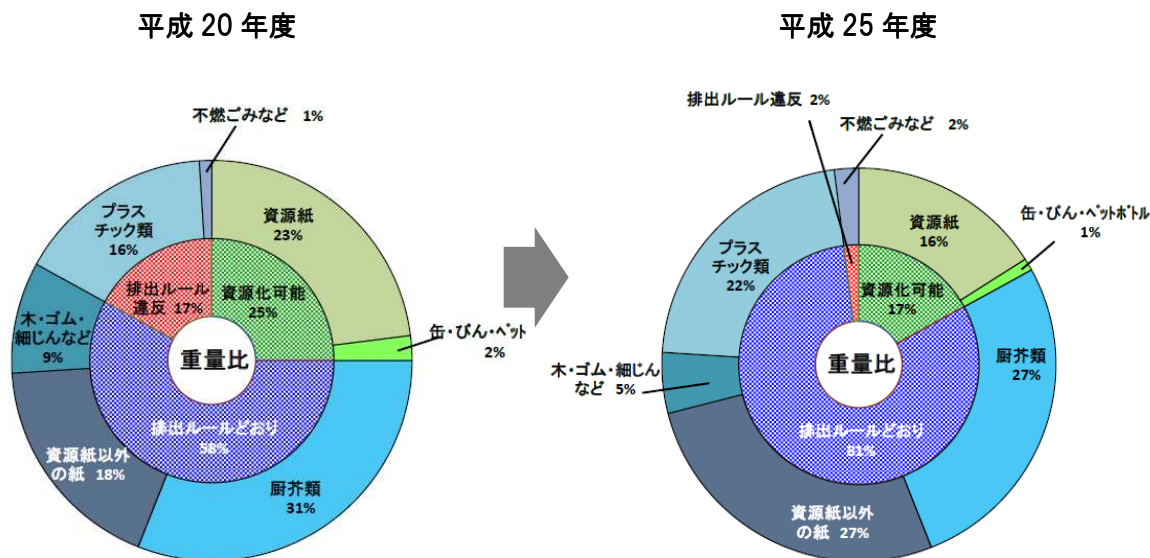 平成 20 年度
不燃ごみなど 1%
資源紙
23%
プラス
チック類
16%
排出ルール
違反 17%
資源化可能
25%
木・ゴム・
細じんなど
9%
重量比
缶・びん・ペット
2%
排出ルールどおり
58%
資源紙以外
の紙 18%
厨芥類
31%
平成 25 年度
排出ルール違反 2%
不燃ごみなど 2%
資源紙
16%
缶・びん・ペットボトル
1%
プラス
チック類
22%
資源化可能
17%
重量比
厨芥類
27%
木・ゴム・細じん
など 5%
排出ルールどおり
81%
資源紙以外
の紙 27%